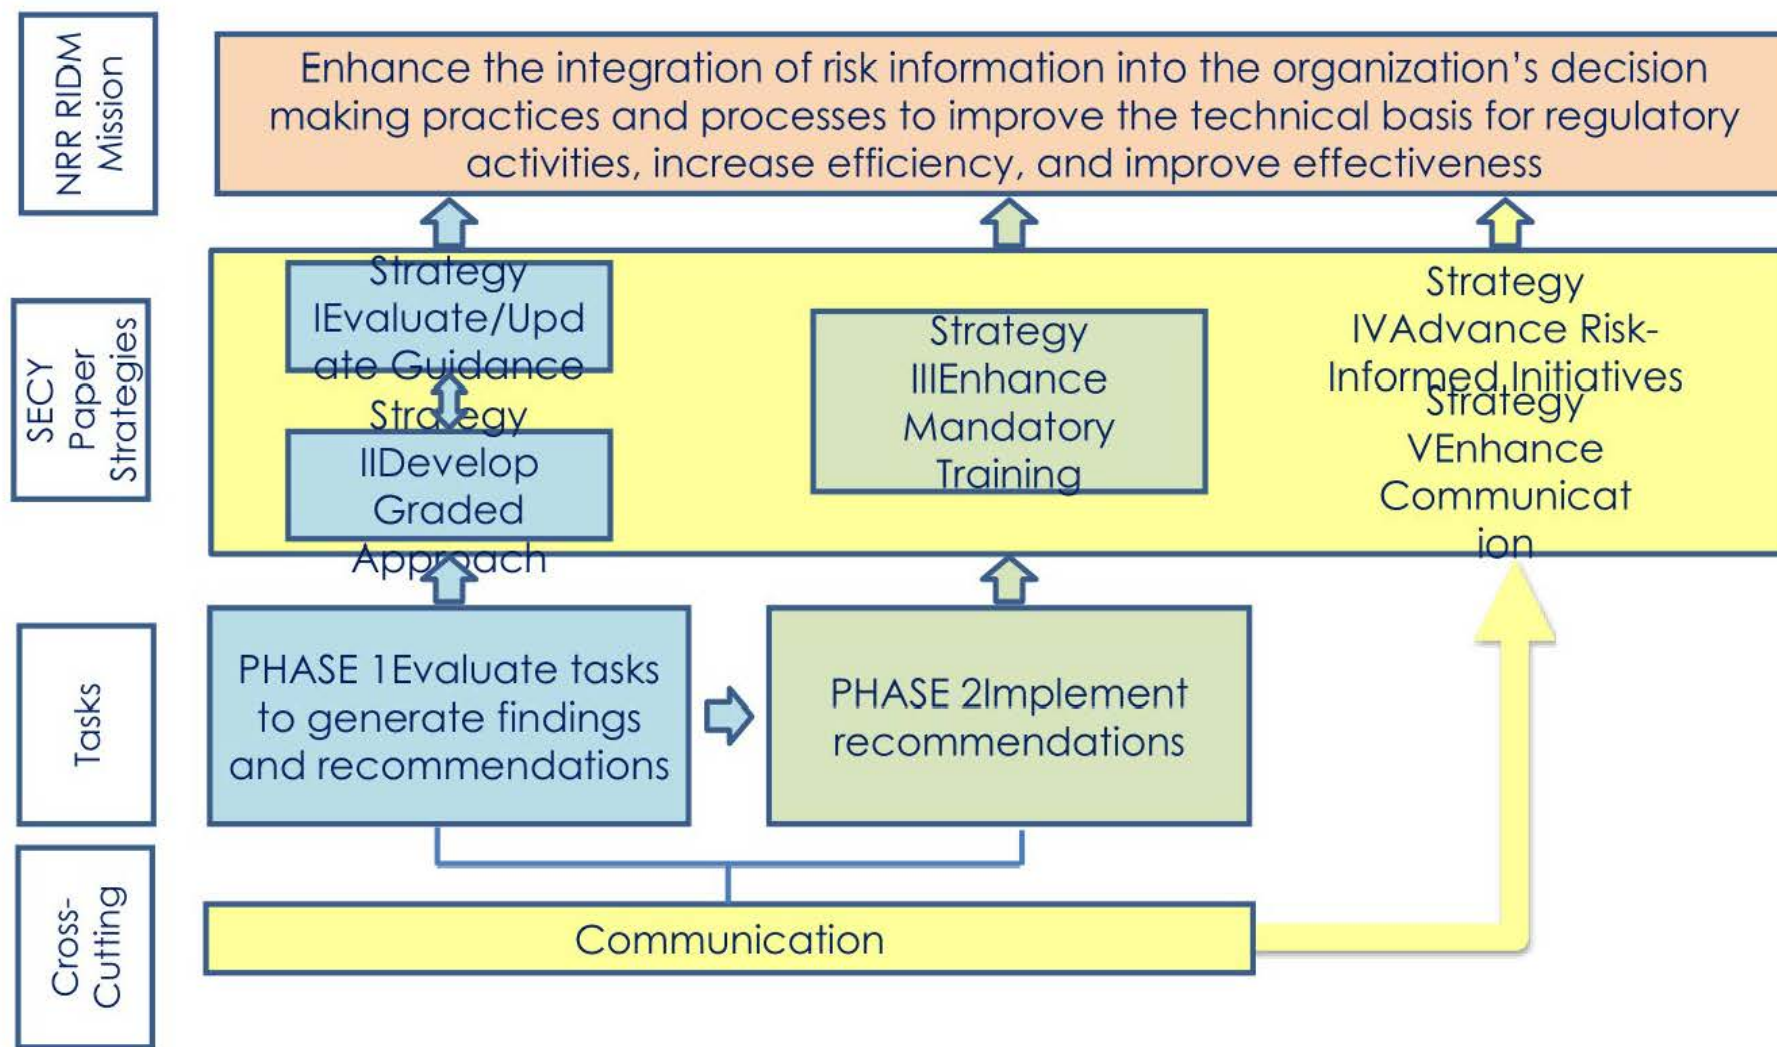 NRR RIDM
Mission
Enhance the integration of risk information into the organization’s decision
making practices and processes to improve the technical basis for regulatory
activities, increase efficiency, and improve effectiveness
SECY
Paper
Strategies
Strategy
IEvaluate/Upd
ate Guidance
Strategy
IIDevelop
Graded
Approach
Strategy
IIIEnhance
Mandatory
Training
Strategy
IVAdvance Risk-
Informed Initiatives
Strategy
VEnhance
Communicat
ion
Tasks
PHASE 1Evaluate tasks
to generate findings
and recommendations
PHASE 2Implement
recommendations
Cross-
Cutting
Communication